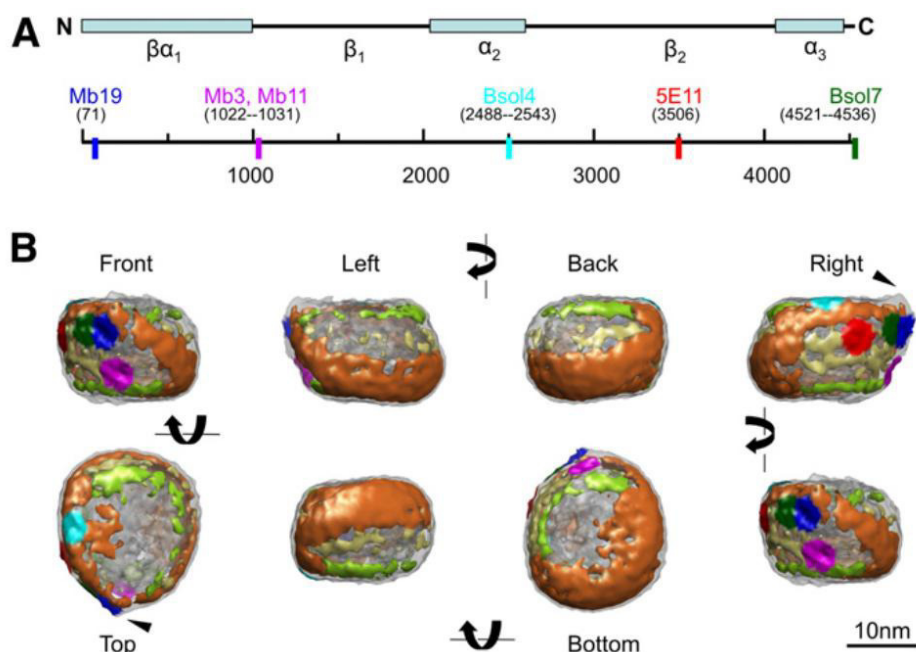 A
N
C
βα₁
β₁
α₂
β₂
α₃
Mb19
(71)
Mb3, Mb11
(1022--1031)
Bsol4
(2488--2543)
5E11
(3506)
Bsol7
(4521--4536)
1000
2000
3000
4000
B
Front
Left
Back
Right
Top
Bottom
10nm